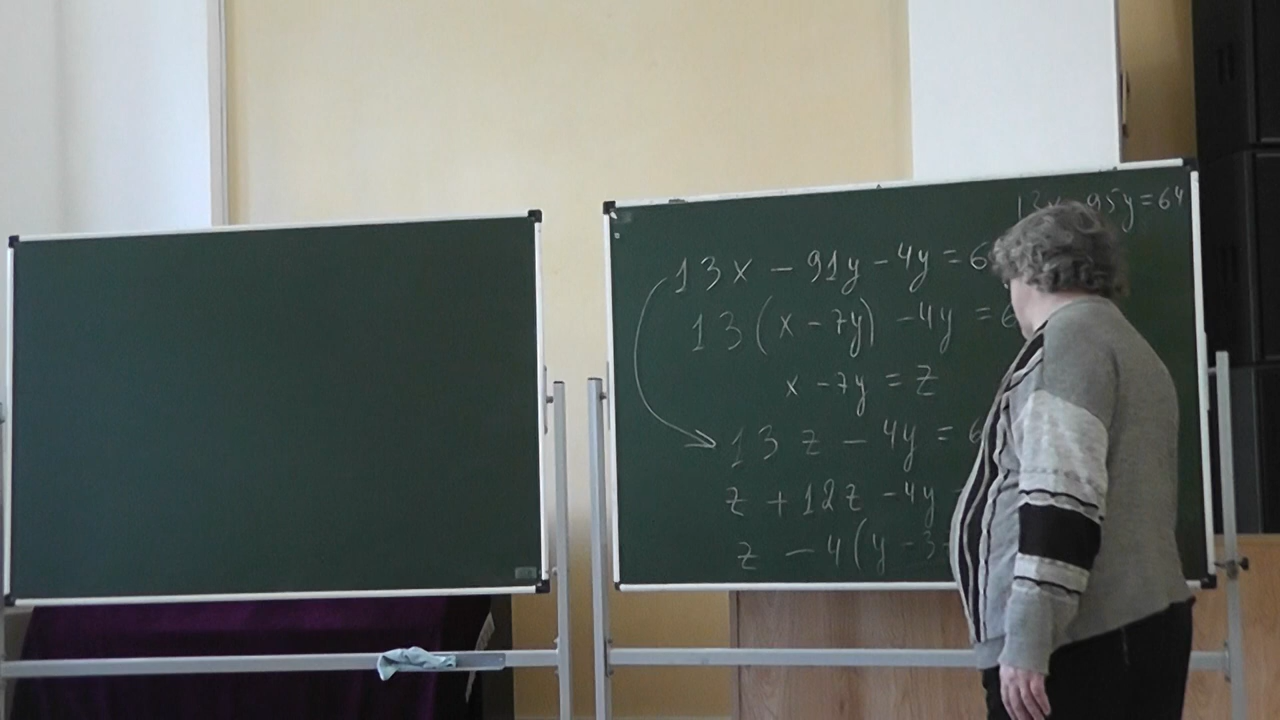 13x - 95y = 64
13x - 91y - 4y = 6
13(x - 7y) - 4y = 6
x - 7y = z
13z - 4y = 6
z + 12z - 4y
z - 4(y - 3